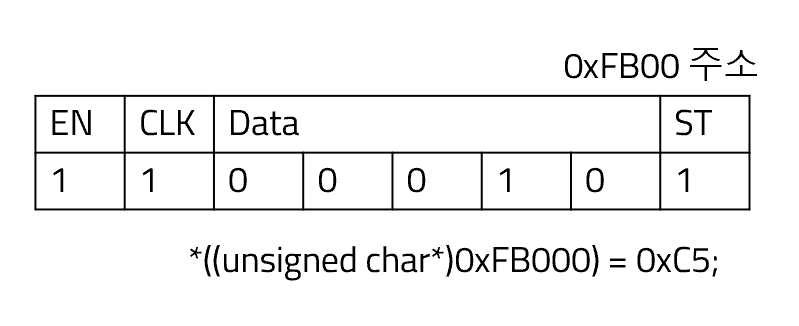 0xFB00 주소
EN CLK Data ST
1 1 0 0 0 1 0 1
*((unsigned char*)0xFB000) = 0xC5;